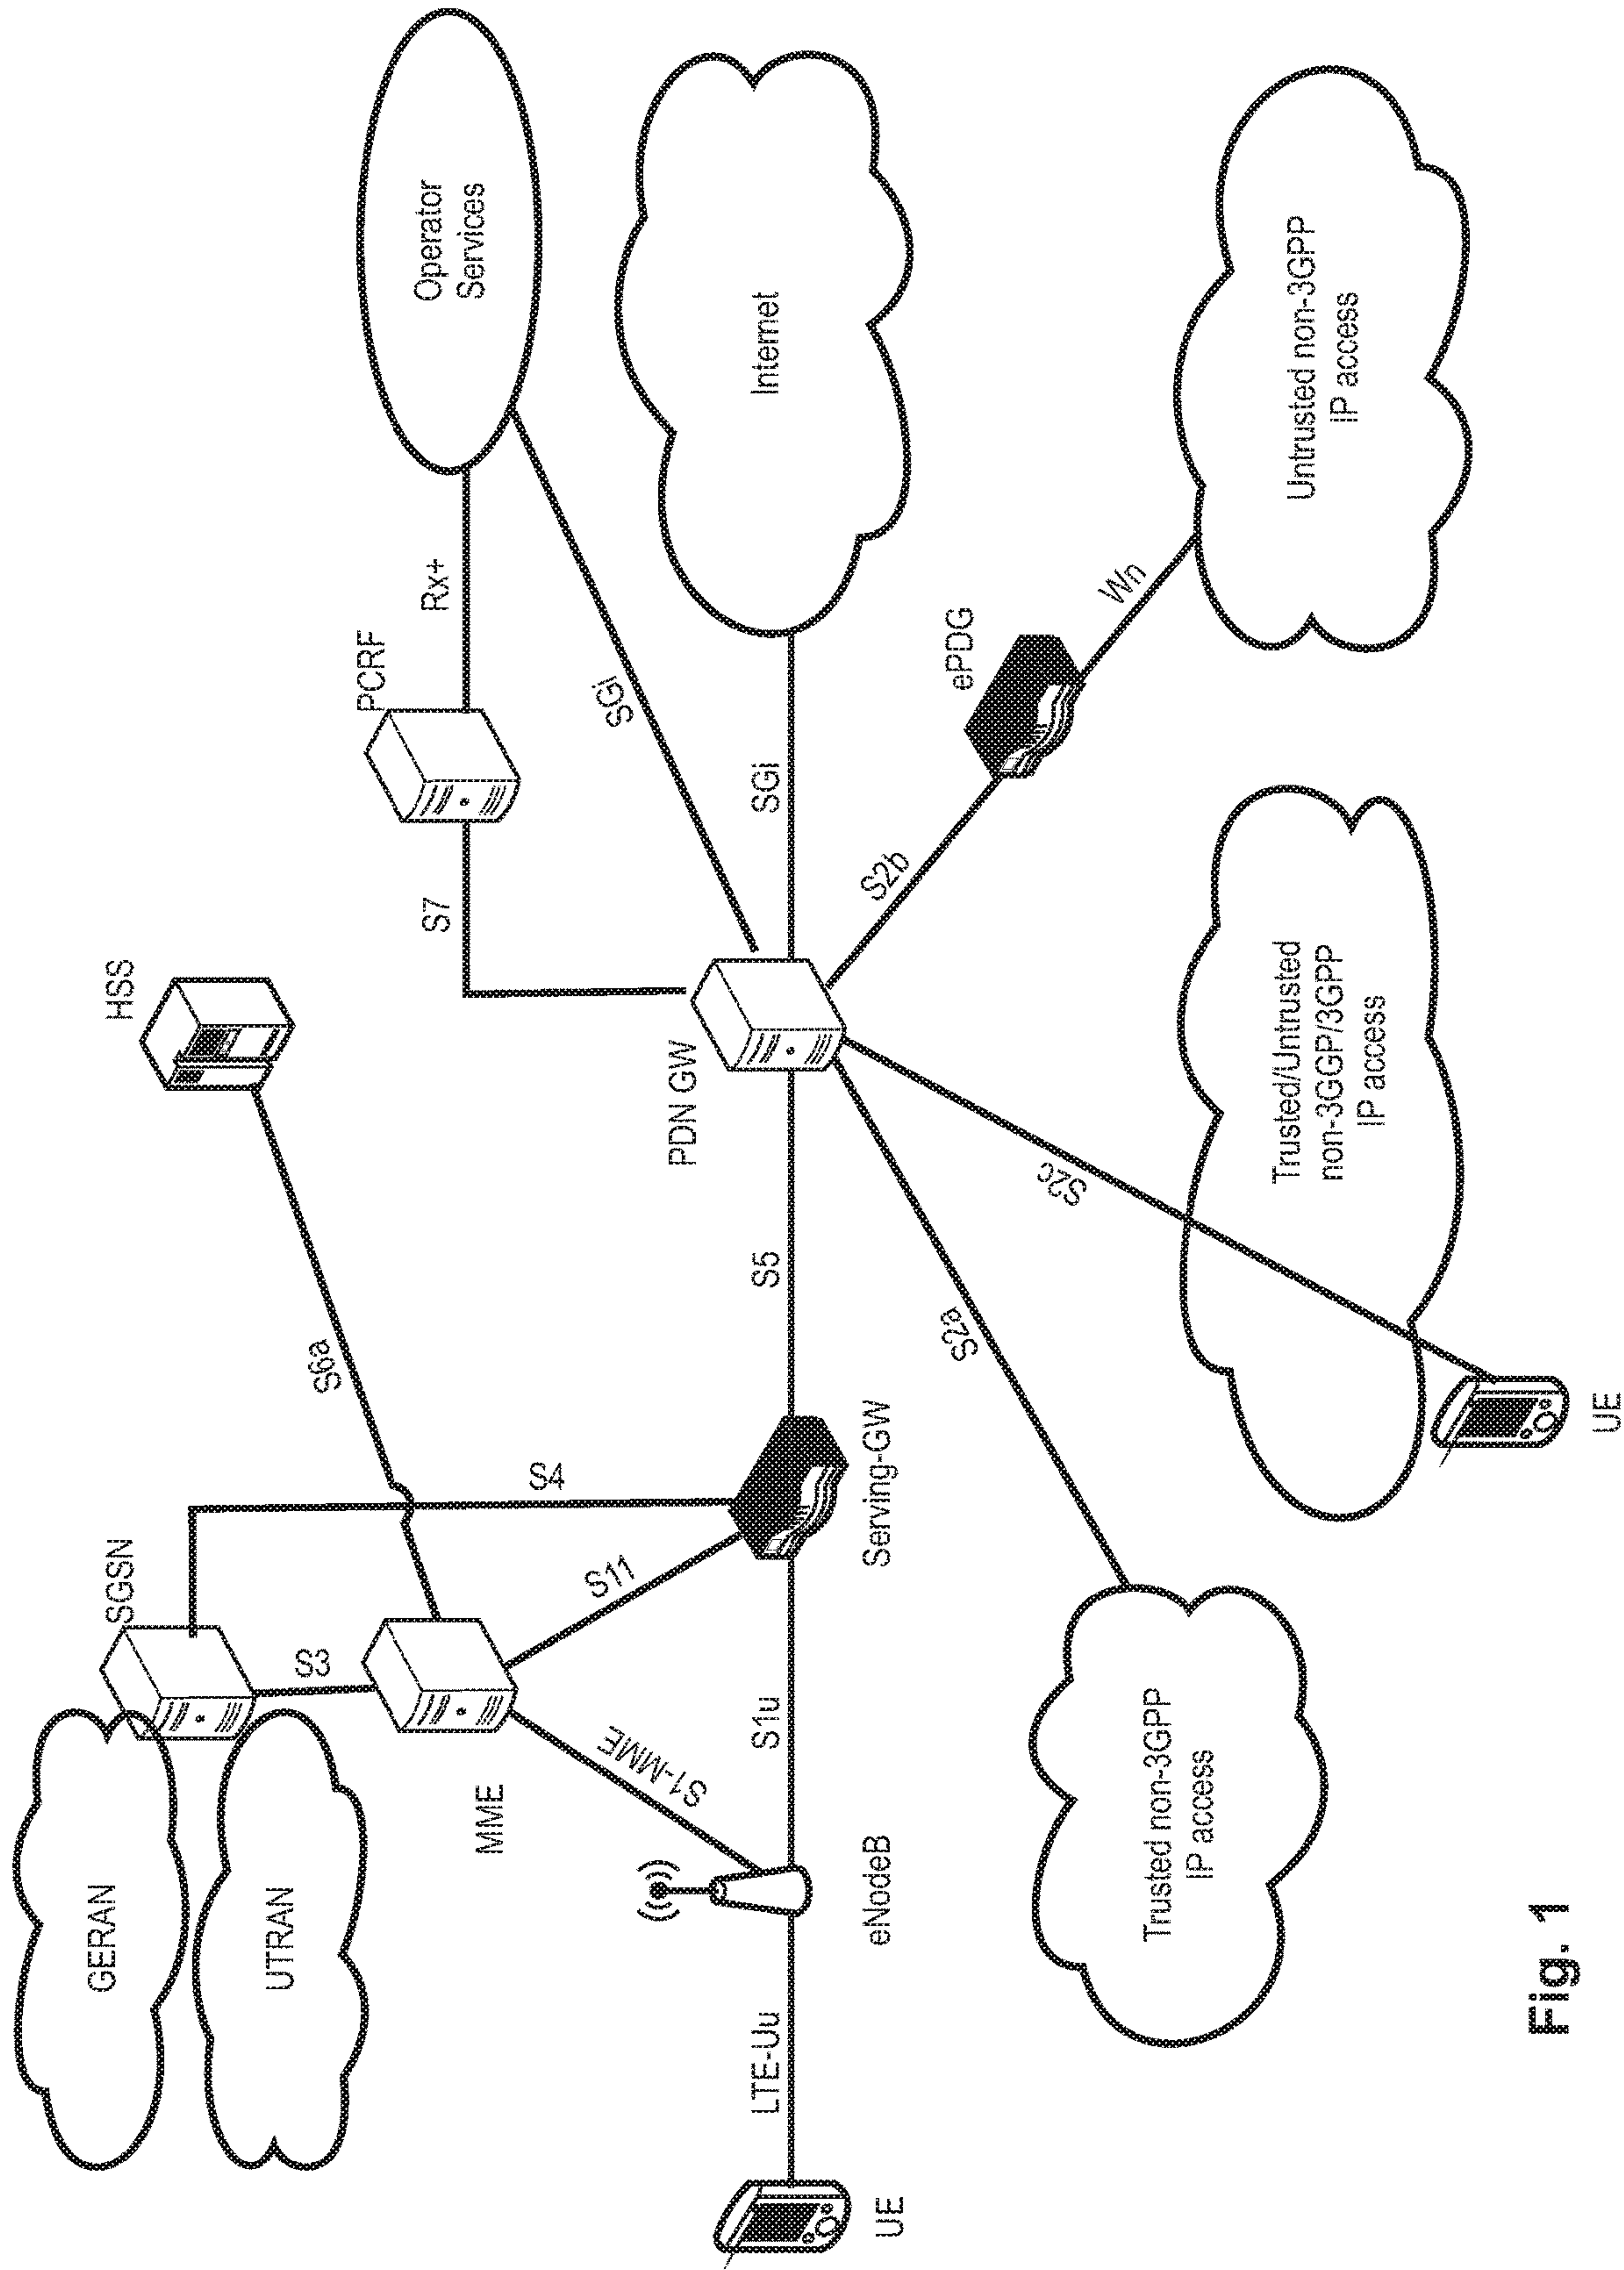 GERAN
UTRAN
SGSN
HSS
S3
S4
S6a
MME
S11
S1-MME
PCRF
S7
Rx+
Operator
Services
SGi
LTE-Uu
eNodeB
S1u
Serving-GW
S5
PDN GW
SGi
Internet
UE
S2a
S2c
S2b
ePDG
Wn
Trusted non-3GPP
IP access
Trusted/Untrusted
non-3GGP/3GPP
IP access
Untrusted non-3GPP
IP access
UE
Fig. 1